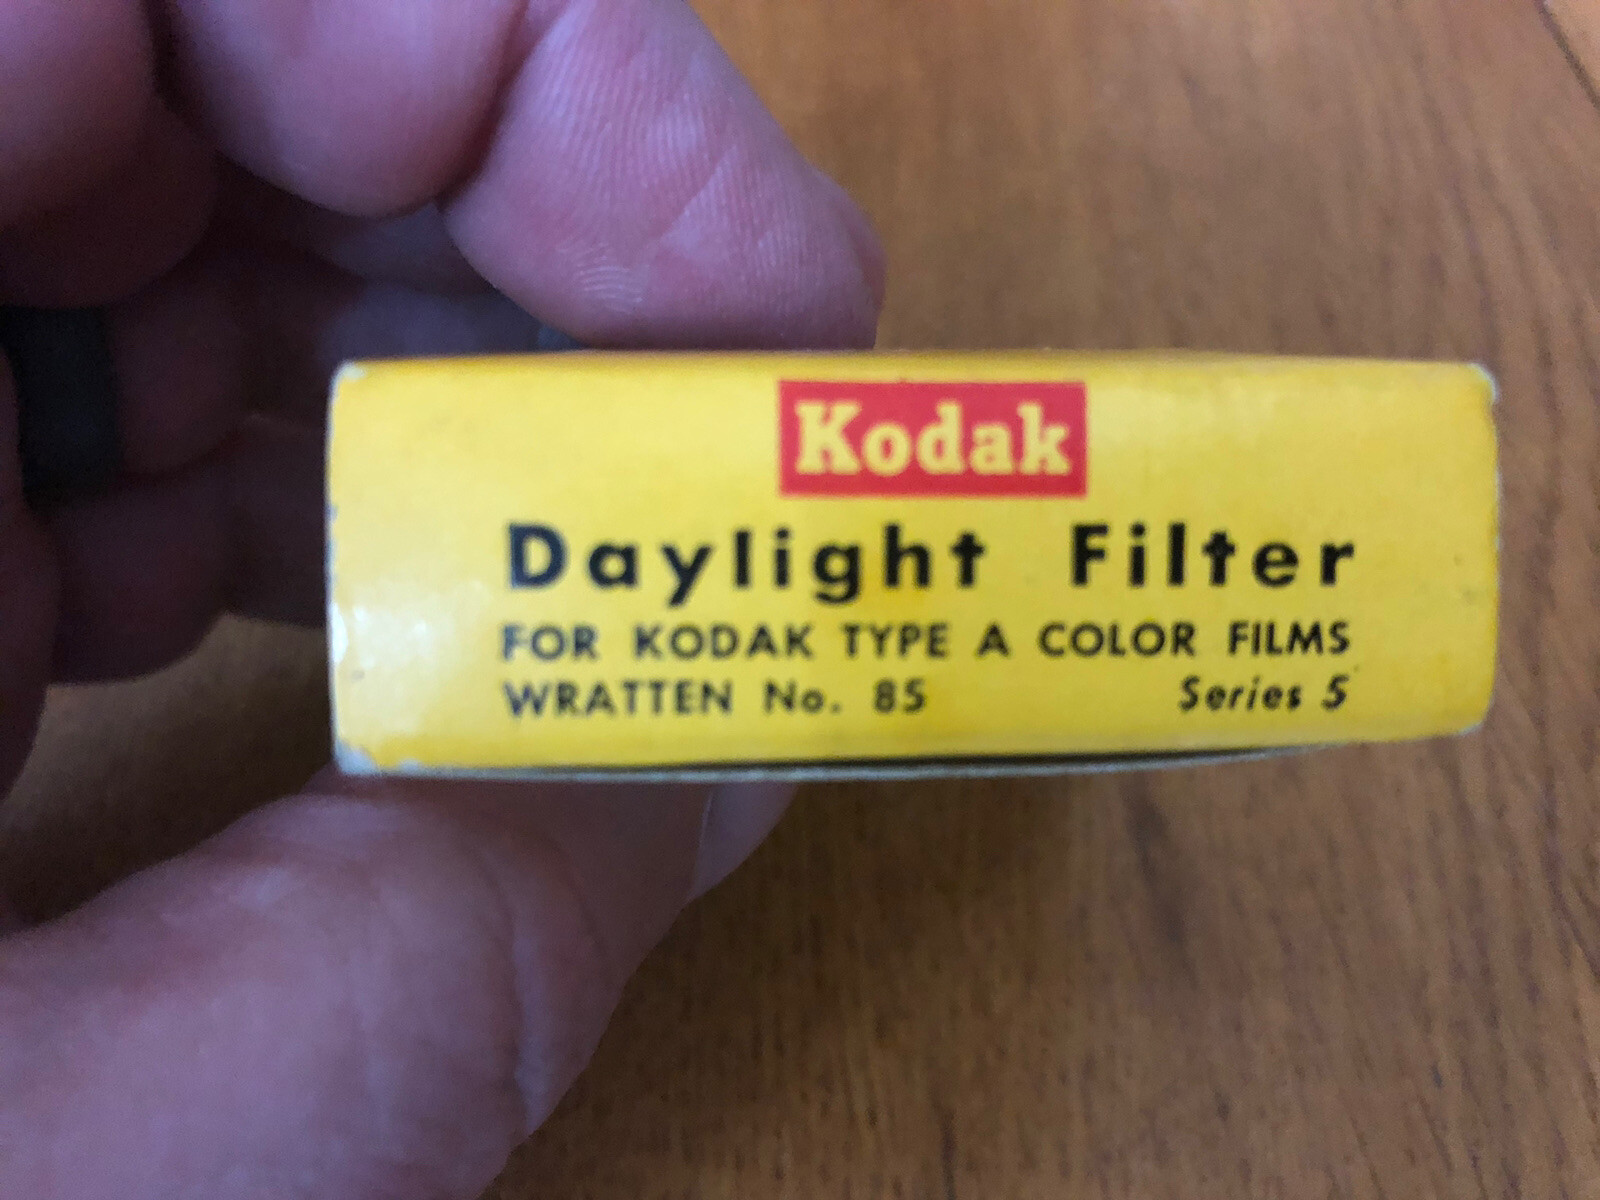 Kodak
Daylight Filter
FOR KODAK TYPE A COLOR FILMS
WRATTEN No. 85 Series 5